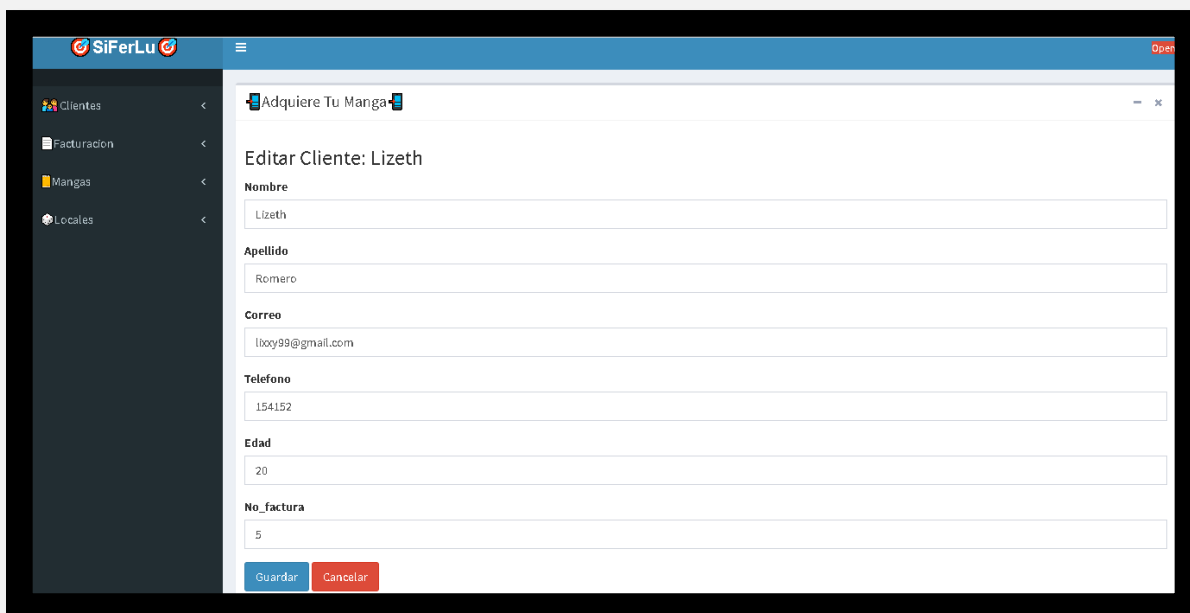 SiFerLu
Open
Clientes
Facturacion
Mangas
Locales
Adquiere Tu Manga
Editar Cliente: Lizeth
Nombre
Lizeth
Apellido
Romero
Correo
lixxy99@gmail.com
Telefono
154152
Edad
20
No_factura
5
Guardar Cancelar